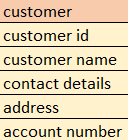 customer
customer id
customer name
contact details
address
account number